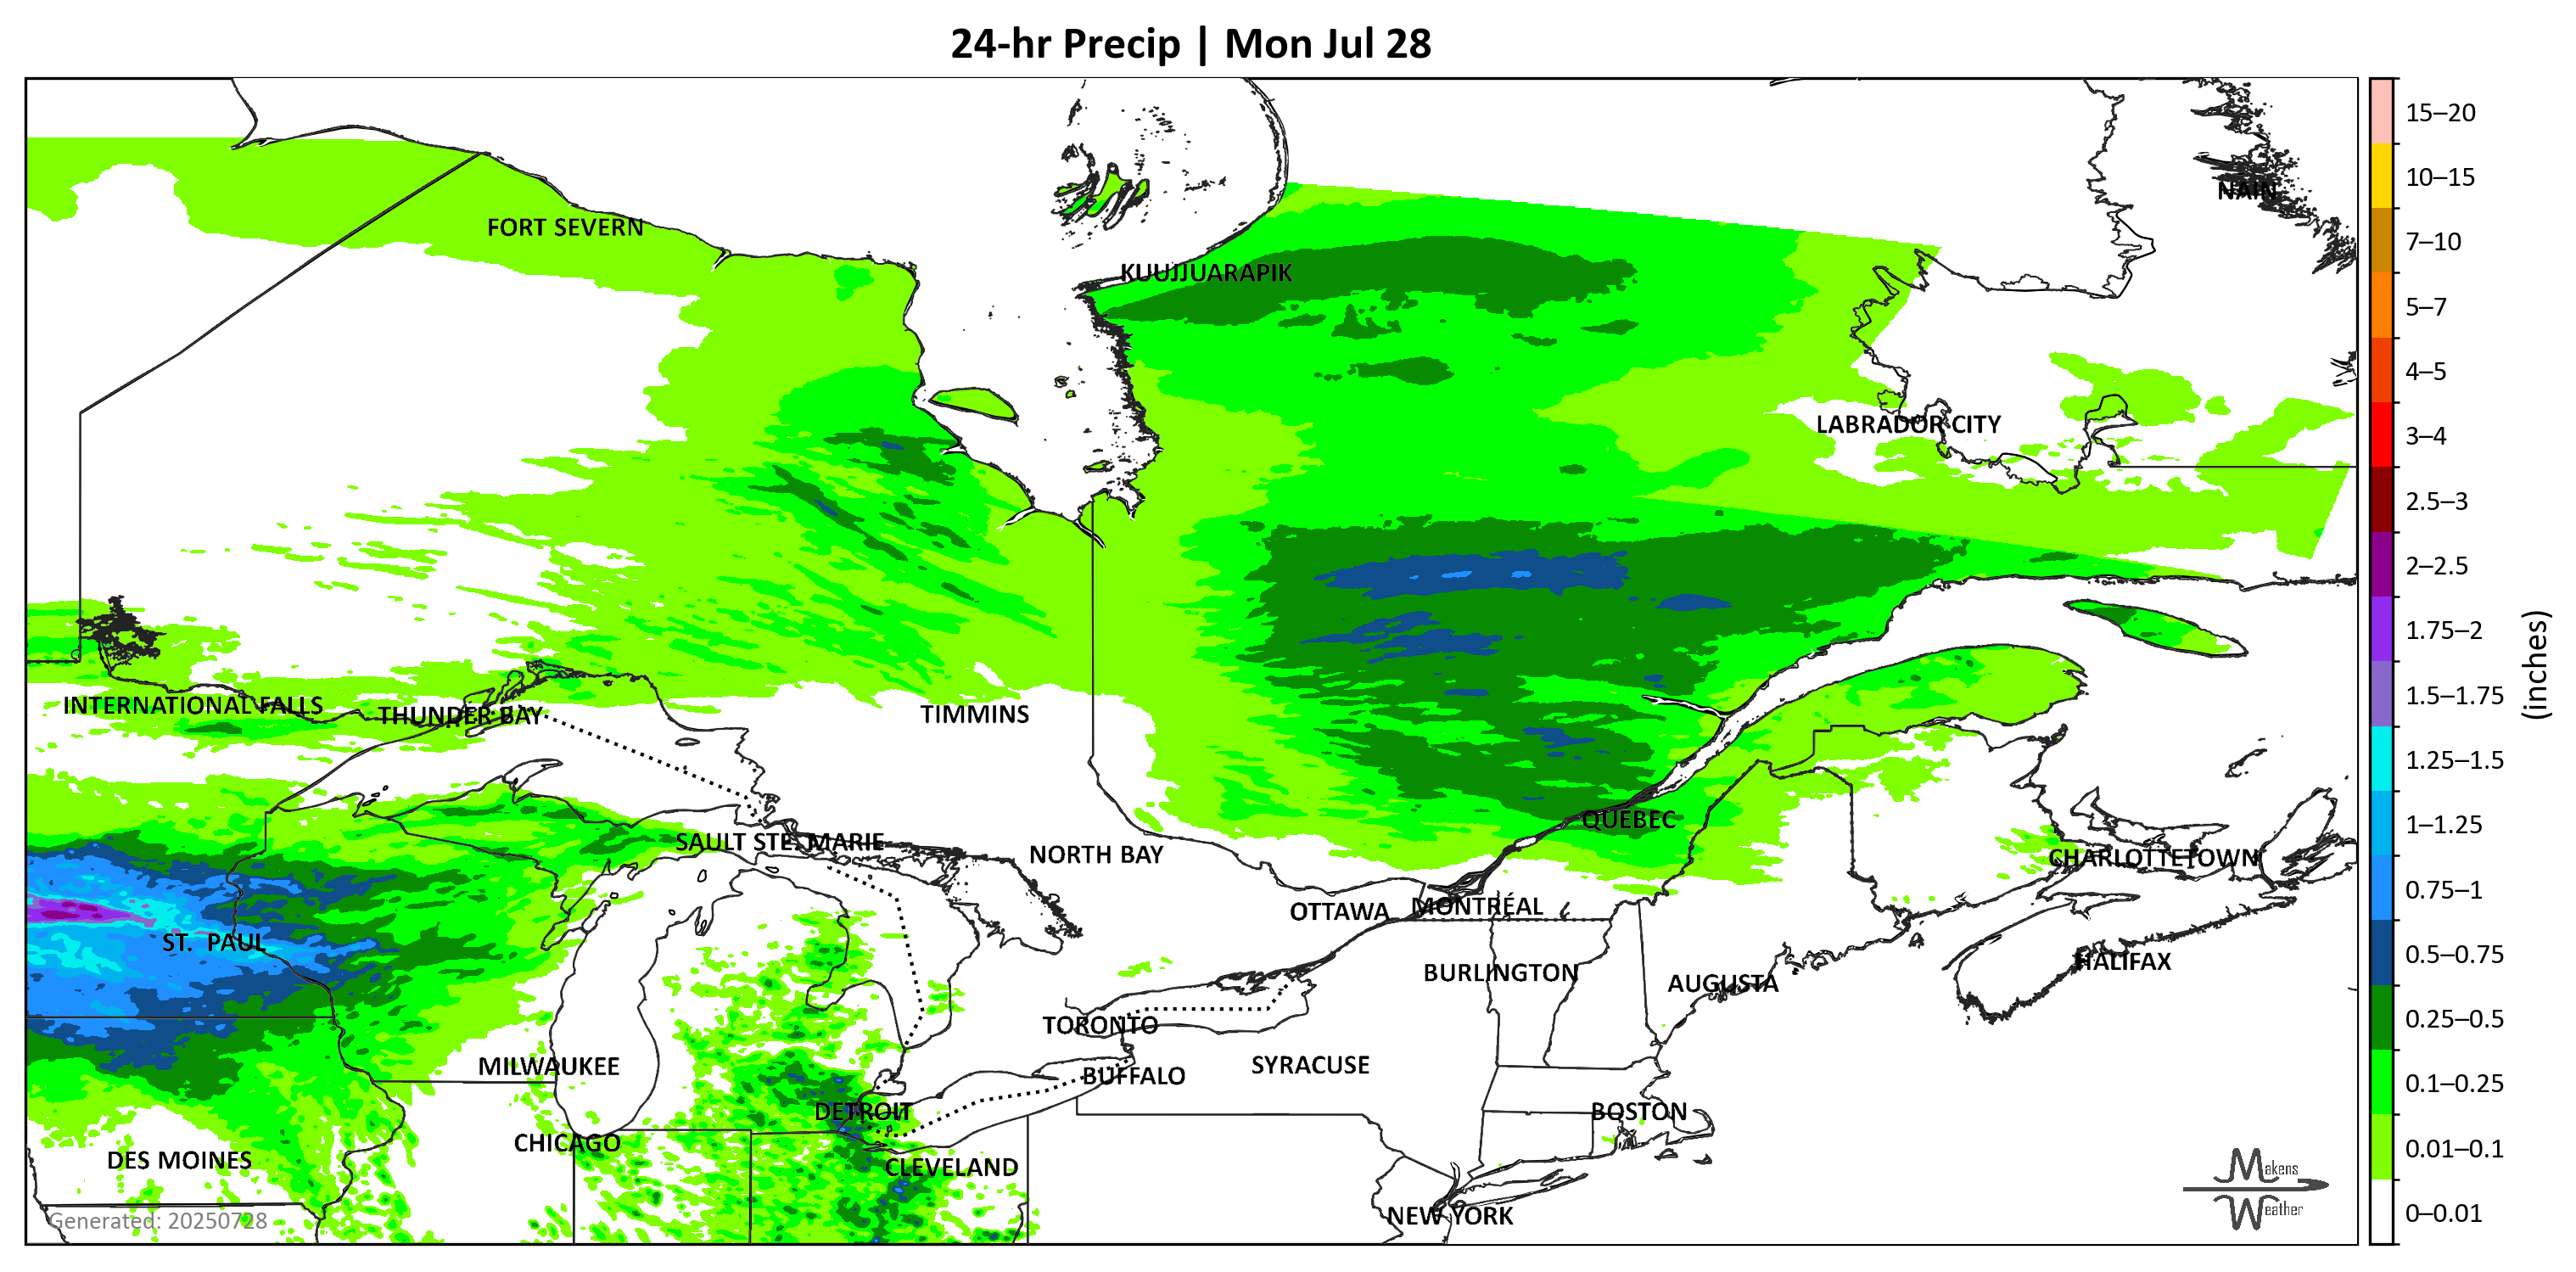 24-hr Precip | Mon Jul 28
15–20
10–15
NAIN
FORT SEVERN
7–10
KUUJJUARAPIK
5–7
4–5
LABRADOR CITY
3–4
2.5–3
2–2.5
1.75–2
(inches)
1.5–1.75
INTERNATIONAL FALLS
THUNDER BAY
TIMMINS
1.25–1.5
QUEBEC
1–1.25
SAULT STE. MARIE
NORTH BAY
CHARLOTTETOWN
0.75–1
OTTAWA
MONTRÉAL
ST. PAUL
0.5–0.75
HALIFAX
BURLINGTON
AUGUSTA
0.25–0.5
TORONTO
MILWAUKEE
SYRACUSE
BUFFALO
0.1–0.25
DETROIT
BOSTON
CHICAGO
0.01–0.1
DES MOINES
CLEVELAND
Makens
Weather
0–0.01
NEW YORK
Generated: 20250728